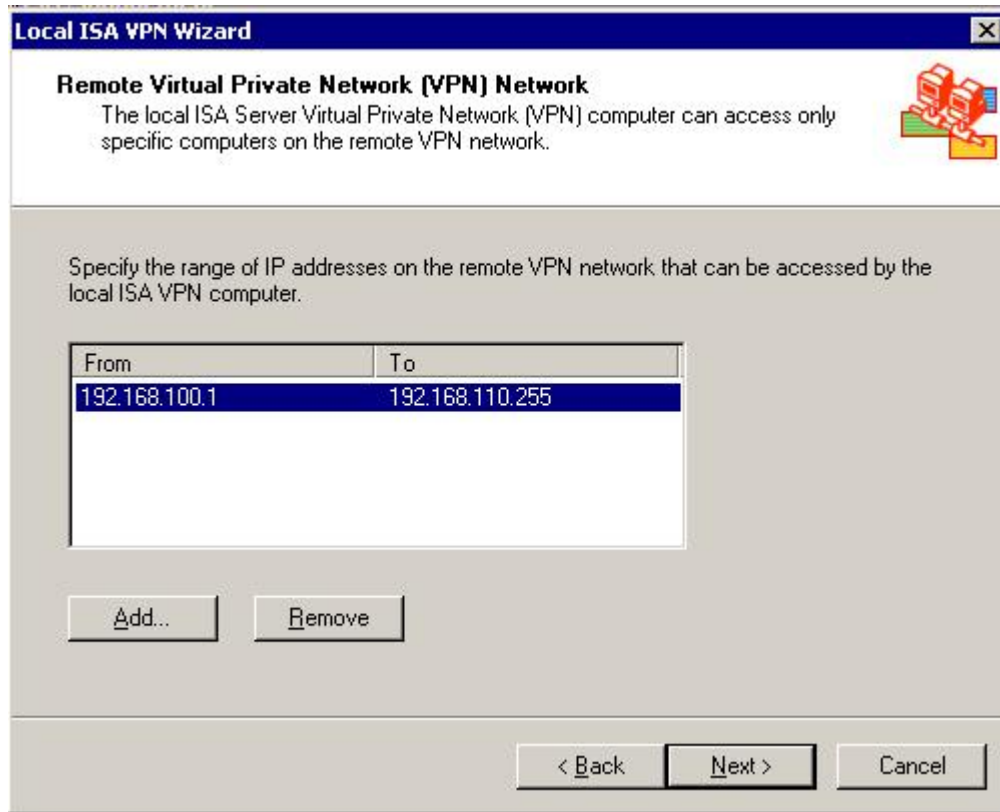 Local ISA VPN Wizard
Remote Virtual Private Network (VPN) Network
The local ISA Server Virtual Private Network (VPN) computer can access only
specific computers on the remote VPN network.
Specify the range of IP addresses on the remote VPN network that can be accessed by the
local ISA VPN computer.
From To
192.168.100.1 192.168.110.255
Add... Remove
< Back Next > Cancel